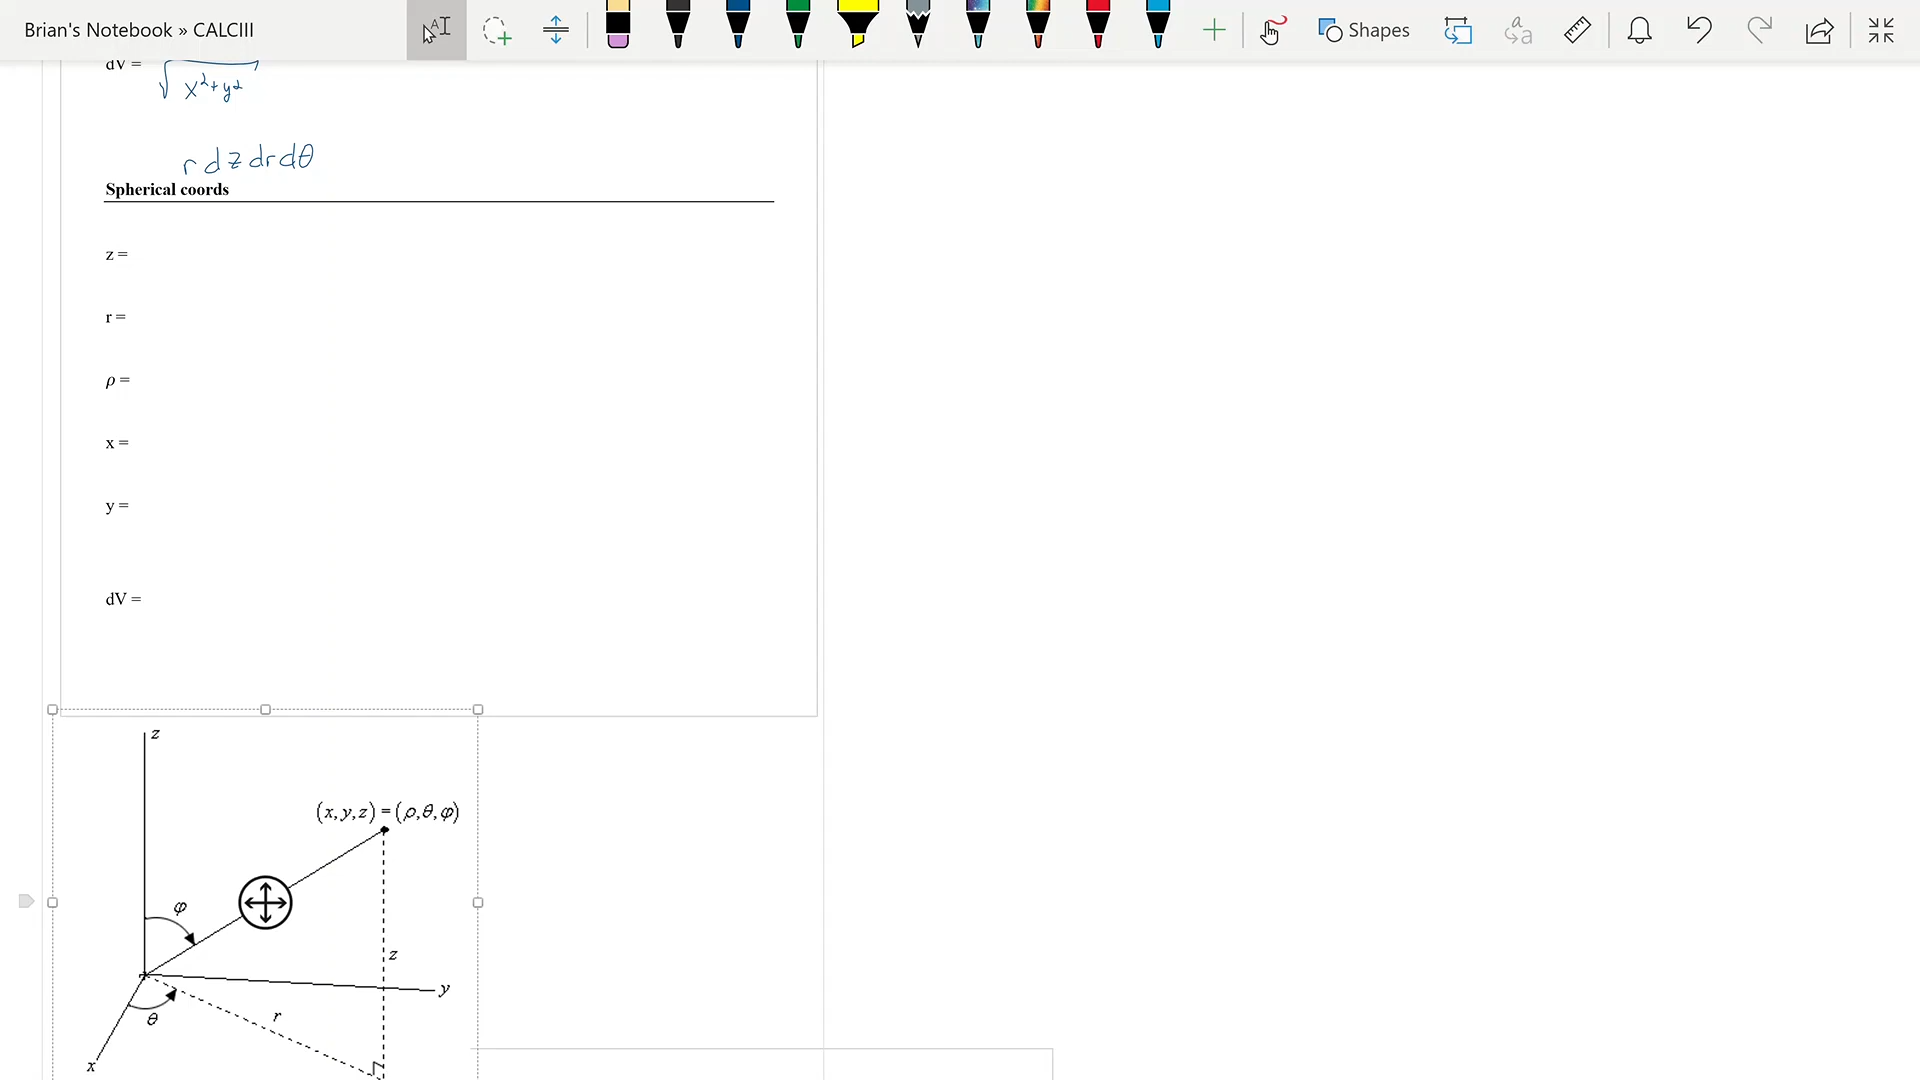 Brian's Notebook » CALCIII
Shapes
dV =
√x²+y²
r dz dr dθ
Spherical coords
z =
r =
ρ =
x =
y =
dV =
z
(x,y,z) = (ρ,θ,φ)
φ
z
y
θ
r
x